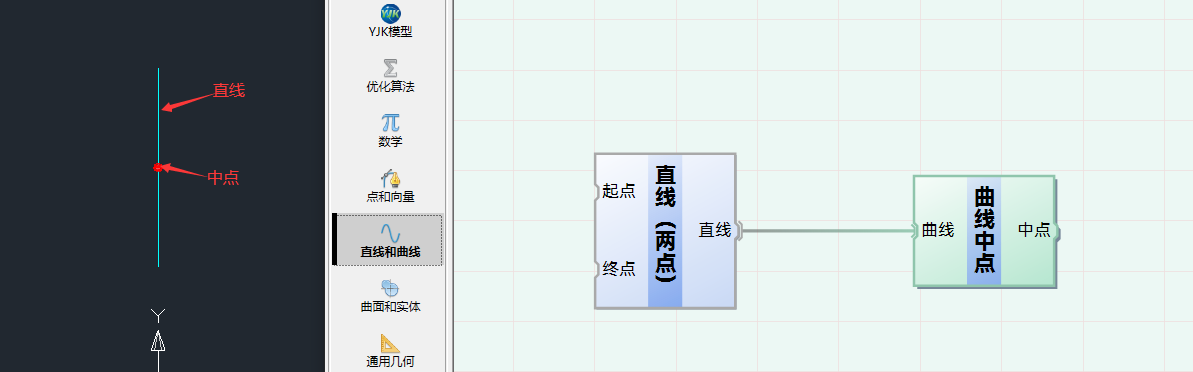 直线
中点
Y
YJK
YJK模型
Σ
优化算法
π
数学
点和向量
直线和曲线
曲面和实体
通用几何
起点
终点
直线（两点）
直线
曲线
曲线中点
中点